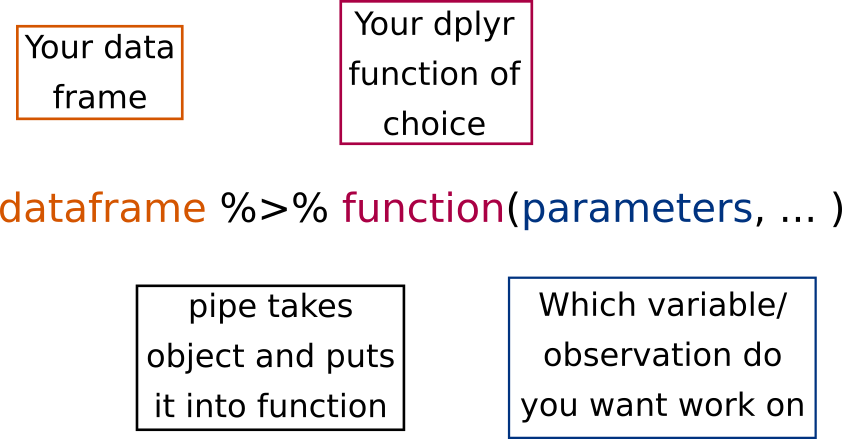 Your data
frame
Your dplyr
function of
choice
dataframe %>% function(parameters, ... )
pipe takes
object and puts
it into function
Which variable/
observation do
you want work on